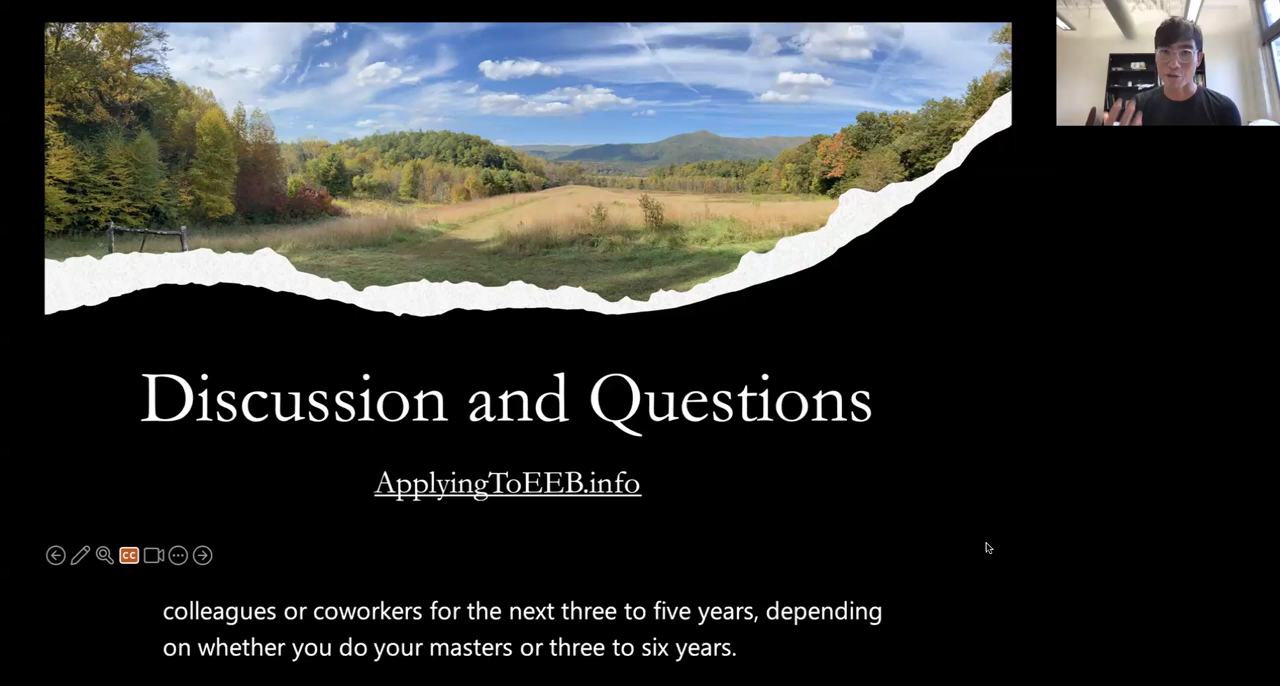 Discussion and Questions
ApplyingToEEB.info
CC
colleagues or coworkers for the next three to five years, depending
on whether you do your masters or three to six years.